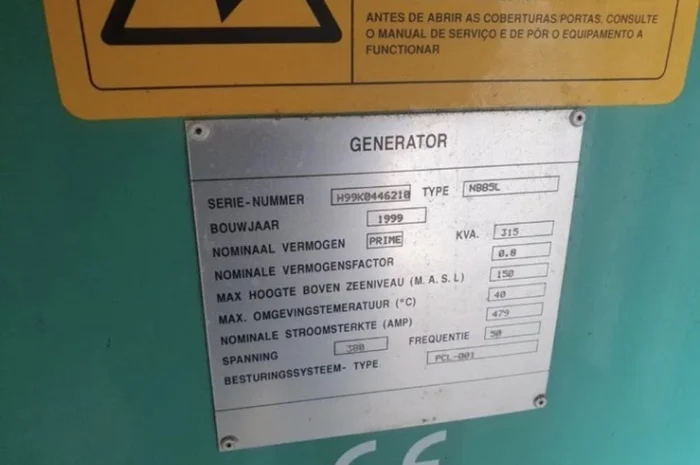 ANTES DE ABRIR AS COBERTURAS/PORTAS, CONSULTE
O MANUAL DE SERVIÇO E DE PÔR O EQUIPAMENTO A
FUNCIONAR
GENERATOR
SERIE-NUMMER H99K0446210 TYPE
BOUWJAAR 1999
NOMINAAL VERMOGEN PRIME KVA. 315
NOMINALE VERMOGENSFACTOR 0.8
MAX HOOGTE BOVEN ZEENIVEAU (M.A.S.L) 150
MAX. OMGEVINGSTEMERATUUR (°C) 40
NOMINALE STROOMSTERKTE (AMP) 479
SPANNING 380 FREQUENTIE 50
BESTURINGSSYSTEEM- TYPE PCL-001
CE